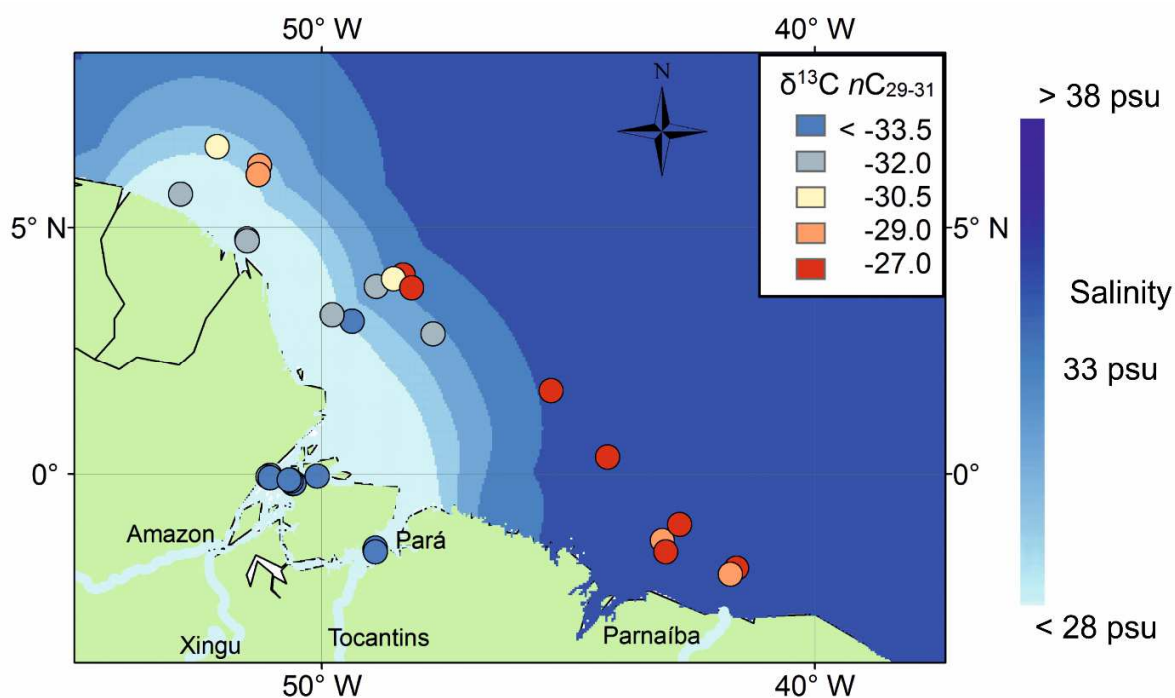 50° W
40° W
N
δ¹³C nC₂₉₋₃₁
< -33.5
-32.0
-30.5
-29.0
-27.0
> 38 psu
5° N
5° N
Salinity
33 psu
0°
0°
Amazon
Pará
Xingu
Tocantins
Parnaíba
< 28 psu
50° W
40° W